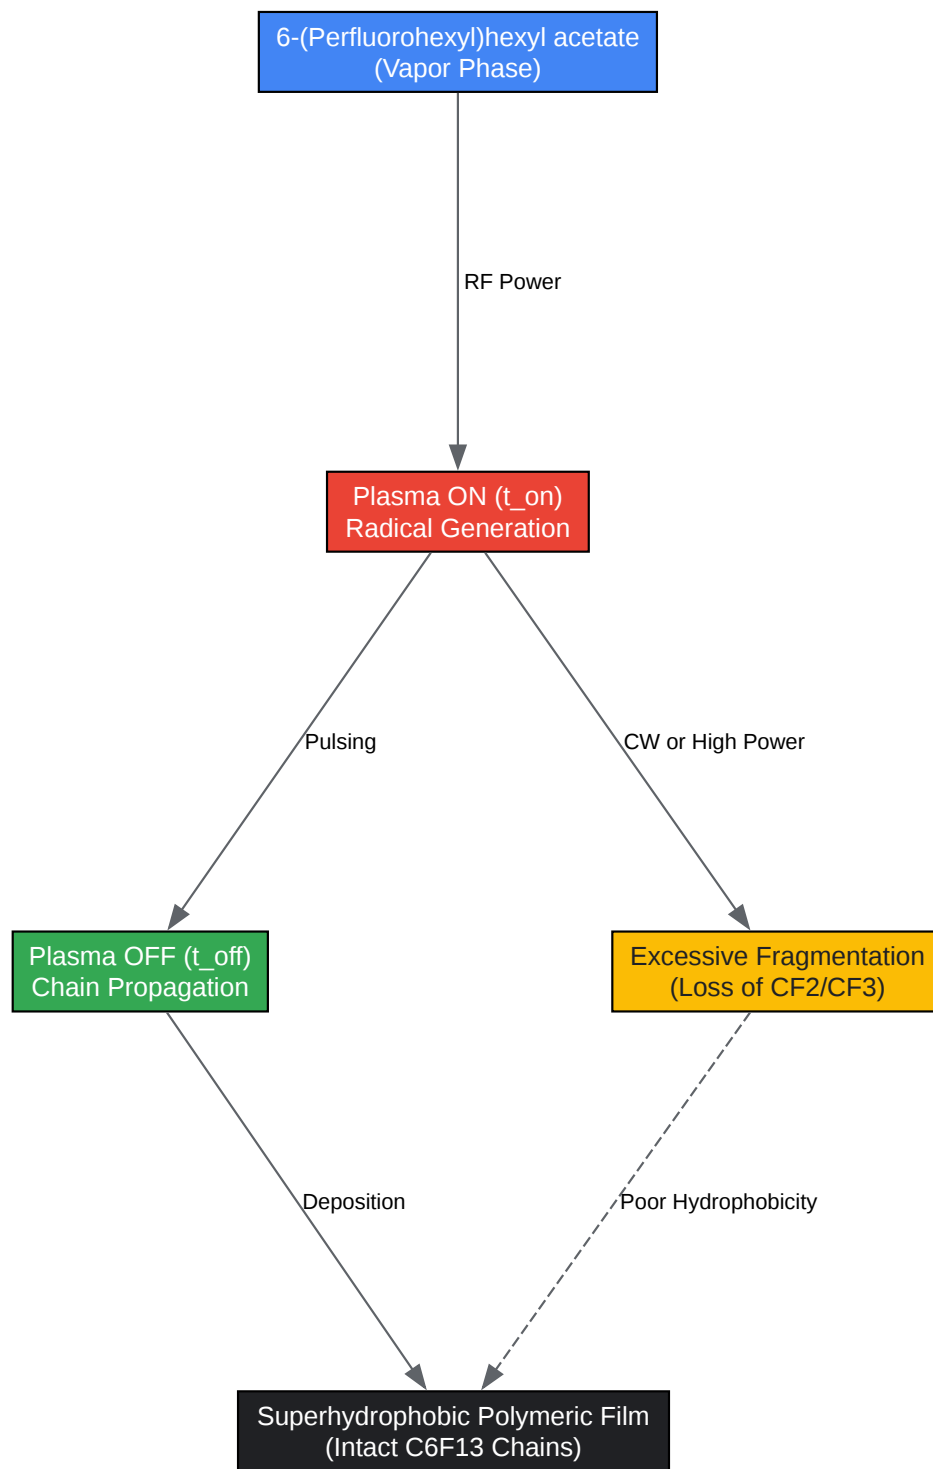 6-(Perfluorohexyl)hexyl acetate
(Vapor Phase)
RF Power
Plasma ON (t_on)
Radical Generation
Pulsing
CW or High Power
Plasma OFF (t_off)
Chain Propagation
Excessive Fragmentation
(Loss of CF2/CF3)
Deposition
Poor Hydrophobicity
Superhydrophobic Polymeric Film
(Intact C6F13 Chains)